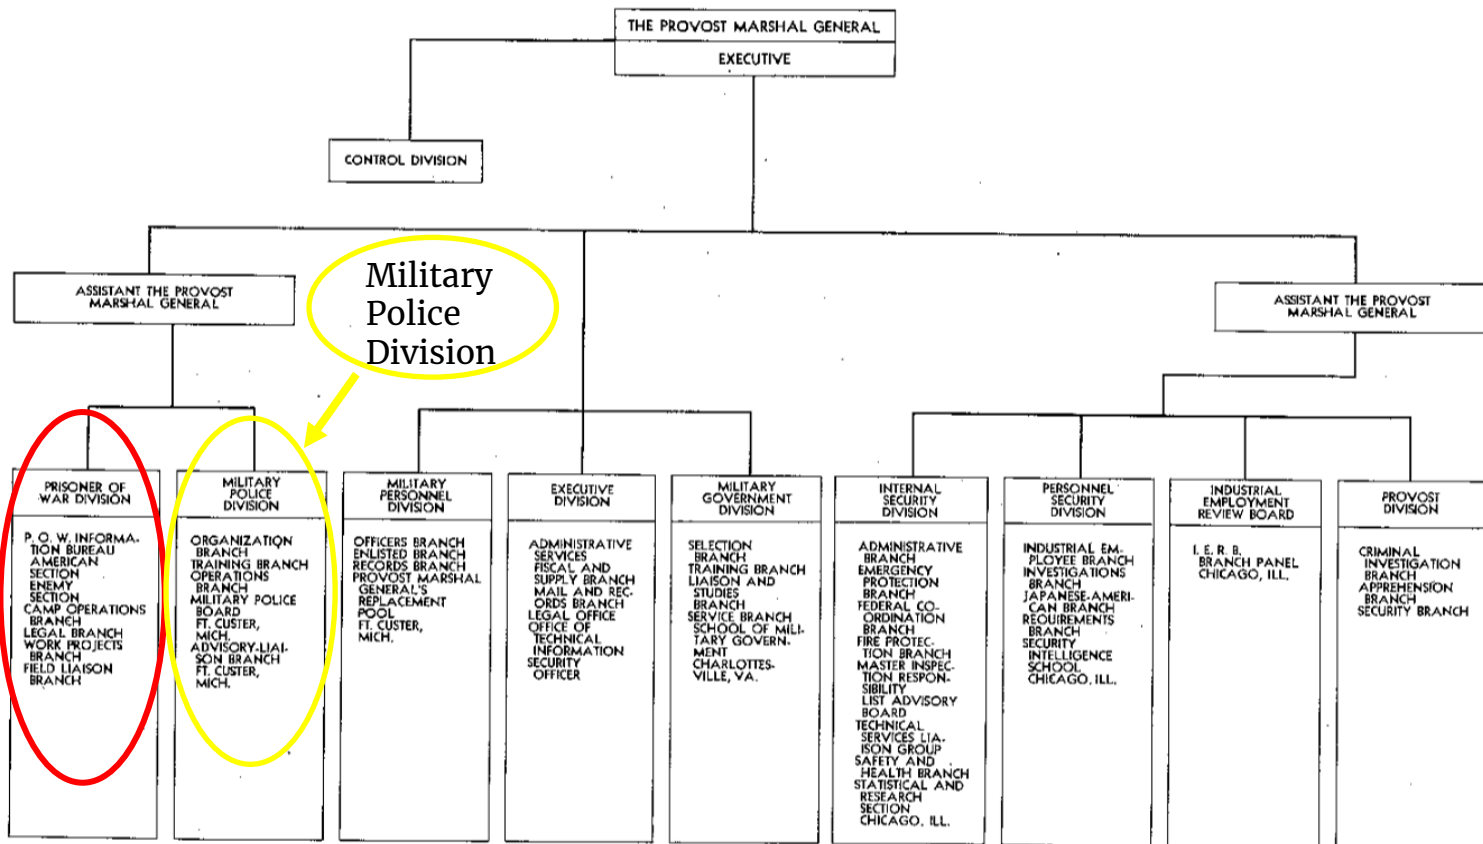 THE PROVOST MARSHAL GENERAL
EXECUTIVE
CONTROL DIVISION
ASSISTANT THE PROVOST
MARSHAL GENERAL
Military
Police
Division
ASSISTANT THE PROVOST
MARSHAL GENERAL
PRISONER OF
WAR DIVISION
P. O. W. INFORMA-
TION BUREAU
AMERICAN
SECTION
ENEMY
SECTION
CAMP OPERATIONS
BRANCH
LEGAL BRANCH
WORK PROJECTS
BRANCH
FIELD LIAISON
BRANCH
MILITARY
POLICE
DIVISION
ORGANIZATION
BRANCH
TRAINING BRANCH
OPERATIONS
BRANCH
MILITARY POLICE
BOARD
FT. CUSTER,
MICH.
ADVISORY-LIAI-
SON BRANCH
FT. CUSTER,
MICH.
MILITARY
PERSONNEL
DIVISION
OFFICERS BRANCH
ENLISTED BRANCH
RECORDS BRANCH
PROVOST MARSHAL
GENERAL'S
REPLACEMENT
POOL
FT. CUSTER,
MICH.
EXECUTIVE
DIVISION
ADMINISTRATIVE
SERVICES
FISCAL AND
SUPPLY BRANCH
MAIL AND REC-
ORDS BRANCH
LEGAL OFFICE
OFFICE OF
TECHNICAL
INFORMATION
SECURITY
OFFICER
MILITARY
GOVERNMENT
DIVISION
SELECTION
BRANCH
TRAINING BRANCH
LIAISON AND
STUDIES
BRANCH
SERVICE BRANCH
SCHOOL OF MILI-
TARY GOVERN-
MENT
CHARLOTTES-
VILLE, VA.
INTERNAL
SECURITY
DIVISION
ADMINISTRATIVE
BRANCH
EMERGENCY
PROTECTION
BRANCH
FEDERAL CO-
ORDINATION
BRANCH
FIRE PROTEC-
TION BRANCH
MASTER INSPEC-
TION RESPON-
SIBILITY
LIST ADVISORY
BOARD
TECHNICAL
SERVICES LIA-
ISON GROUP
SAFETY AND
HEALTH BRANCH
STATISTICAL AND
RESEARCH
SECTION
CHICAGO, ILL.
PERSONNEL
SECURITY
DIVISION
INDUSTRIAL EM-
PLOYEE BRANCH
INVESTIGATIONS
BRANCH
JAPANESE-AMERI-
CAN BRANCH
REQUIREMENTS
BRANCH
SECURITY
INTELLIGENCE
SCHOOL
CHICAGO, ILL.
INDUSTRIAL
EMPLOYMENT
REVIEW BOARD
I. E. R. B.
BRANCH PANEL
CHICAGO, ILL.
PROVOST
DIVISION
CRIMINAL
INVESTIGATION
BRANCH
APPREHENSION
BRANCH
SECURITY BRANCH